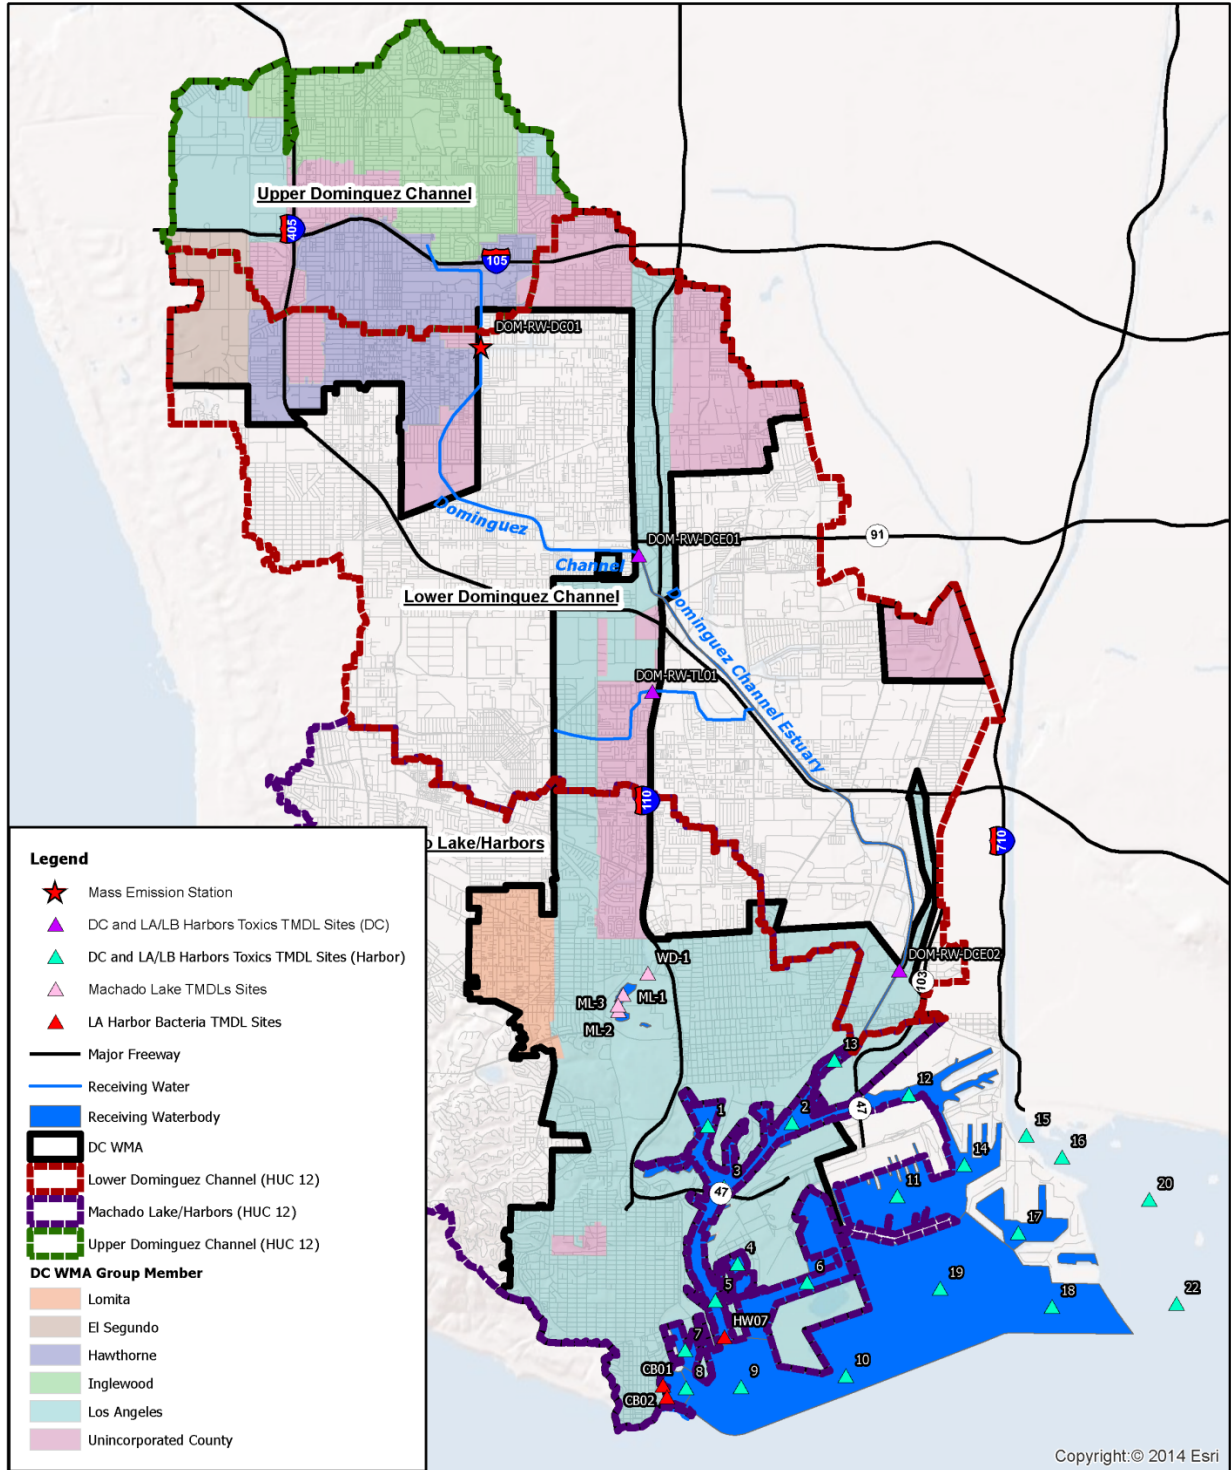 Upper Dominquez Channel
405
105
DOM-RW-DC01
Dominguez
Channel
DOM-RW-DCE01
91
Lower Dominquez Channel
Dominguez Channel Estuary
DOM-RW-TL01
110
710
o Lake/Harbors
DOM-RW-DCE02
103
WD-1
ML-1
ML-3
ML-2
13
12
1
2
47
15
16
14
3
47
11
20
17
4
6
5
19
18
22
HW07
7
CB01
8
9
10
CB02
Legend
Mass Emission Station
DC and LA/LB Harbors Toxics TMDL Sites (DC)
DC and LA/LB Harbors Toxics TMDL Sites (Harbor)
Machado Lake TMDLs Sites
LA Harbor Bacteria TMDL Sites
Major Freeway
Receiving Water
Receiving Waterbody
DC WMA
Lower Dominguez Channel (HUC 12)
Machado Lake/Harbors (HUC 12)
Upper Dominguez Channel (HUC 12)
DC WMA Group Member
Lomita
El Segundo
Hawthorne
Inglewood
Los Angeles
Unincorporated County
Copyright:© 2014 Esri